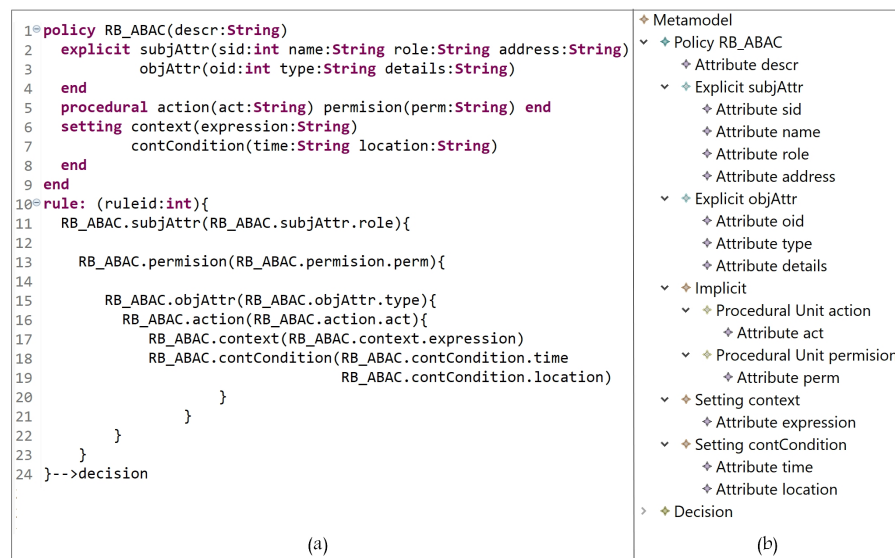 1 policy RB_ABAC(descr:String)
2 explicit subjAttr(sid:int name:String role:String address:String)
3 objAttr(oid:int type:String details:String)
4 end
5 procedural action(act:String) permision(perm:String) end
6 setting context(expression:String)
7 contCondition(time:String location:String)
8 end
9 end
10 rule: (ruleid:int){
11 RB_ABAC.subjAttr(RB_ABAC.subjAttr.role){
12
13 RB_ABAC.permision(RB_ABAC.permision.perm){
14
15 RB_ABAC.objAttr(RB_ABAC.objAttr.type){
16 RB_ABAC.action(RB_ABAC.action.act){
17 RB_ABAC.context(RB_ABAC.context.expression)
18 RB_ABAC.contCondition(RB_ABAC.contCondition.time
19 RB_ABAC.contCondition.location)
20 }
21 }
22 }
23 }
24 }-->decision
(a)
Metamodel
Policy RB_ABAC
Attribute descr
Explicit subjAttr
Attribute sid
Attribute name
Attribute role
Attribute address
Explicit objAttr
Attribute oid
Attribute type
Attribute details
Implicit
Procedural Unit action
Attribute act
Procedural Unit permision
Attribute perm
Setting context
Attribute expression
Setting contCondition
Attribute time
Attribute location
Decision
(b)